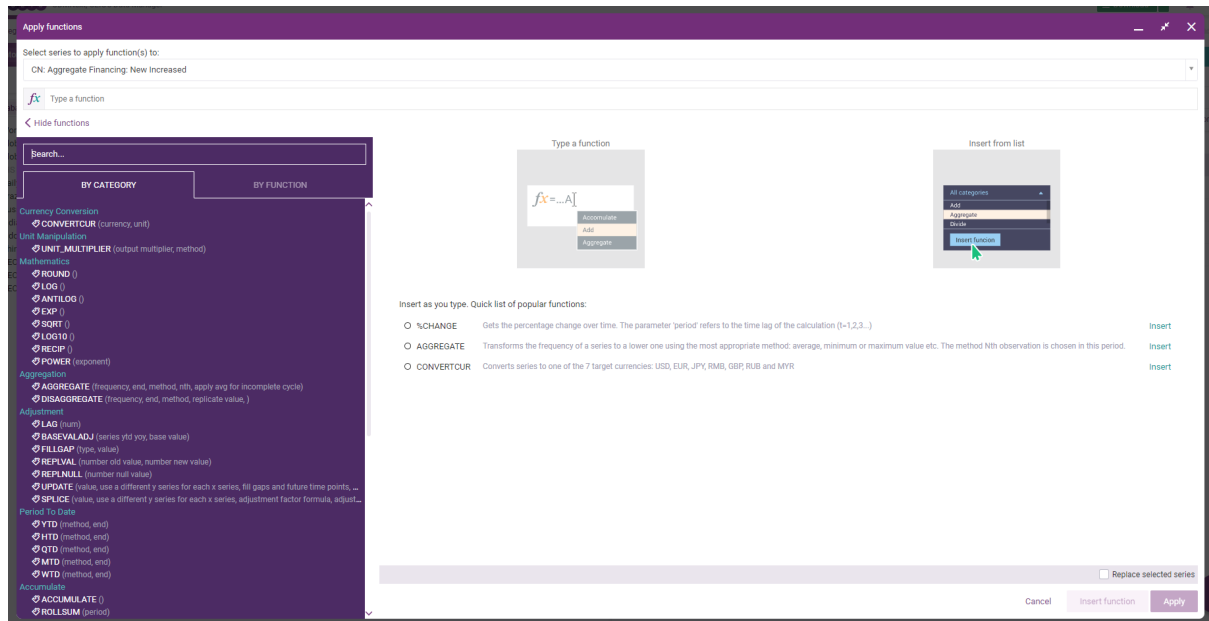 Apply functions
Select series to apply function(s) to:
CN: Aggregate Financing: New Increased
fx Type a function
Hide functions
Search...
BY CATEGORY BY FUNCTION
Currency Conversion
CONVERTCUR (currency, unit)
Unit Manipulation
UNIT_MULTIPLIER (output multiplier, method)
Mathematics
ROUND ()
LOG ()
ANTILOG ()
EXP ()
SQRT ()
LOG10 ()
RECIP ()
POWER (exponent)
Aggregation
AGGREGATE (frequency, end, method, nth, apply avg for incomplete cycle)
DISAGGREGATE (frequency, end, method, replicate value, )
Adjustment
LAG (num)
BASEVALADJ (series ytd yoy, base value)
FILLGAP (type, value)
REPLVAL (number old value, number new value)
REPLNULL (number null value)
UPDATE (value, use a different y series for each x series, fill gaps and future time points, ...
SPLICE (value, use a different y series for each x series, adjustment factor formula, adjust...
Period To Date
YTD (method, end)
HTD (method, end)
QTD (method, end)
MTD (method, end)
WTD (method, end)
Accumulate
ACCUMULATE ()
ROLLSUM (period)
Type a function
fx=...A
Accomulate
Add
Aggregate
Insert from list
All categories
Add
Aggregate
Divide
Insert funcion
Insert as you type. Quick list of popular functions:
%CHANGE Gets the percentage change over time. The parameter 'period' refers to the time lag of the calculation (t=1,2,3...) Insert
AGGREGATE Transforms the frequency of a series to a lower one using the most appropriate method: average, minimum or maximum value etc. The method Nth observation is chosen in this period. Insert
CONVERTCUR Converts series to one of the 7 target currencies: USD, EUR, JPY, RMB, GBP, RUB and MYR Insert
Replace selected series
Cancel Insert function Apply